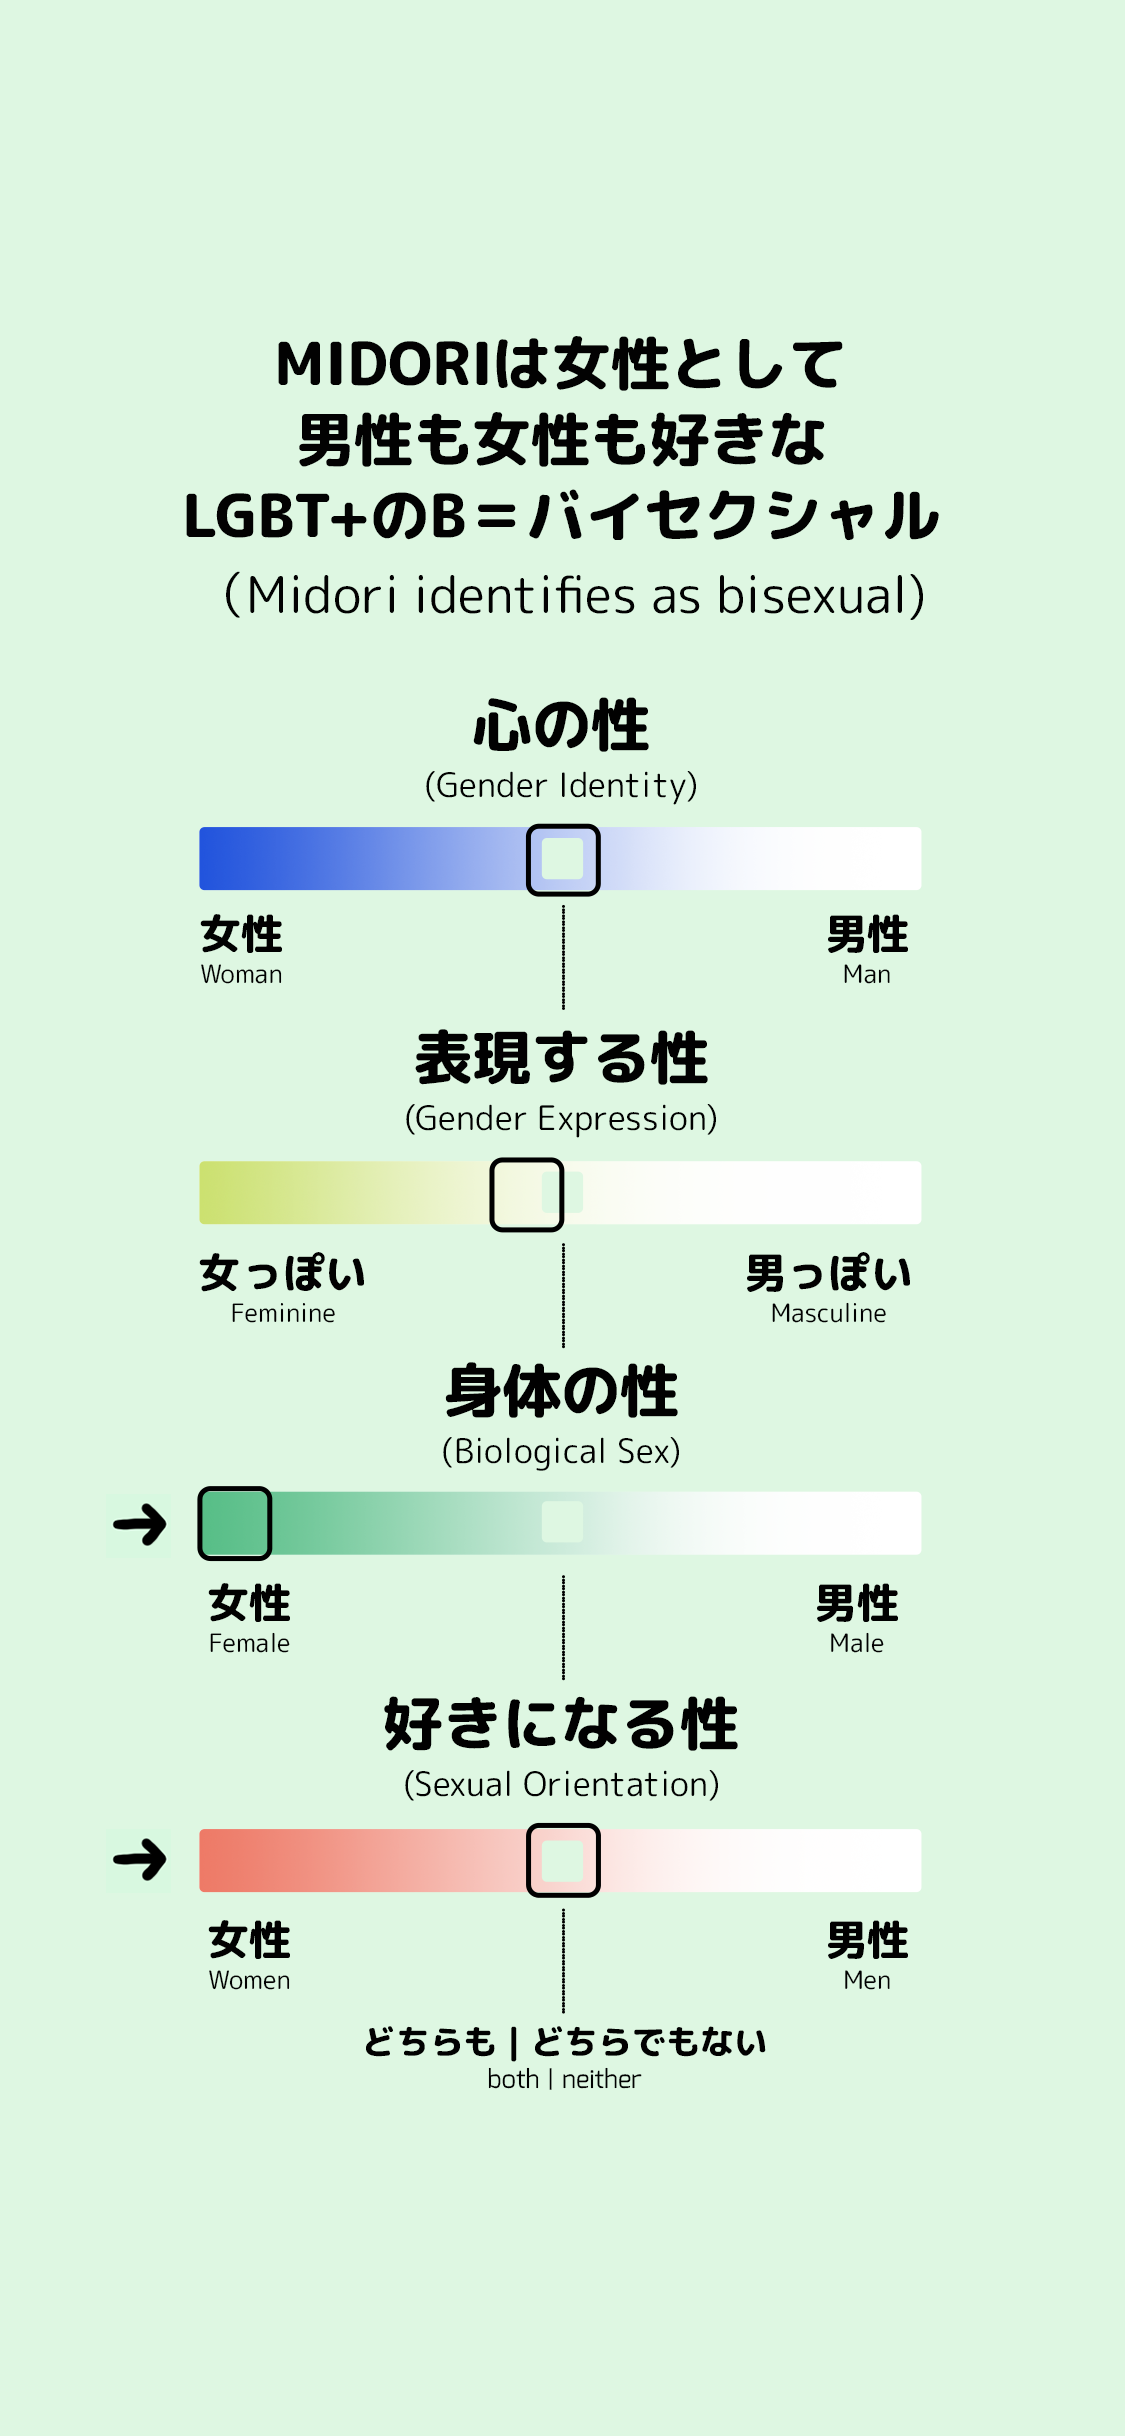 MIDORIは女性として
男性も女性も好きな
LGBT+のB＝バイセクシャル
(Midori identifies as bisexual)
心の性
(Gender Identity)
女性 男性
Woman Man
表現する性
(Gender Expression)
女っぽい 男っぽい
Feminine Masculine
身体の性
(Biological Sex)
→
女性 男性
Female Male
好きになる性
(Sexual Orientation)
→
女性 男性
Women Men
どちらも | どちらでもない
both | neither